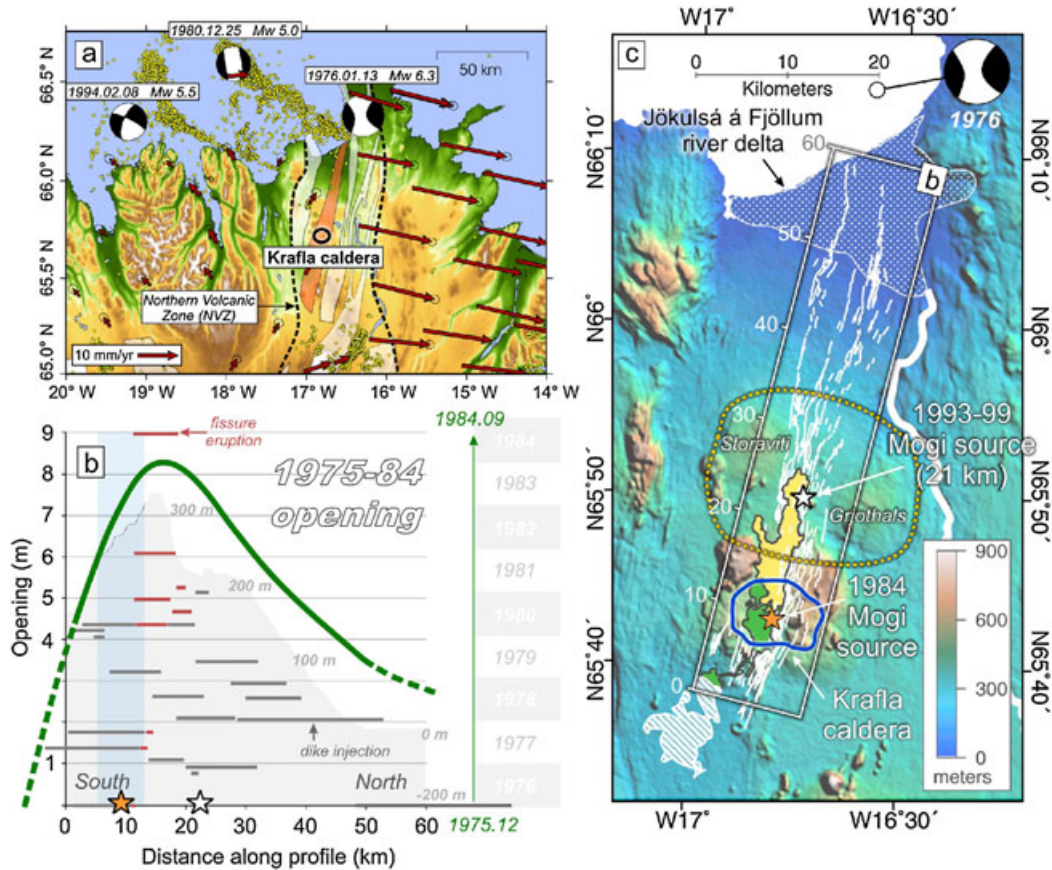 a
1980.12.25 Mw 5.0
1976.01.13 Mw 6.3
1994.02.08 Mw 5.5
50 km
66.5° N
66.0° N
65.5° N
65.0° N
Krafla caldera
Northern Volcanic
Zone (NVZ)
10 mm/yr
20° W
19° W
18° W
17° W
16° W
15° W
14° W
b
fissure
eruption
1975-84
opening
1984.09
1984
1983
1982
1981
1980
1979
1978
1977
1976
1975.12
300 m
200 m
100 m
0 m
-200 m
dike injection
South
North
Opening (m)
9
8
7
6
5
4
3
2
1
0
10
20
30
40
50
60
Distance along profile (km)
W17°
W16°30´
c
0
10
20
Kilometers
1976
Jökulsá á Fjöllum
river delta
b
60
50
40
30
20
10
0
Storaviti
Grjothals
1993-99
Mogi source
(21 km)
1984
Mogi
source
Krafla
caldera
900
600
300
0
meters
N66°10´
N66°
N65°50´
N65°40´
N66°10´
N66°
N65°50´
N65°40´
W17°
W16°30´